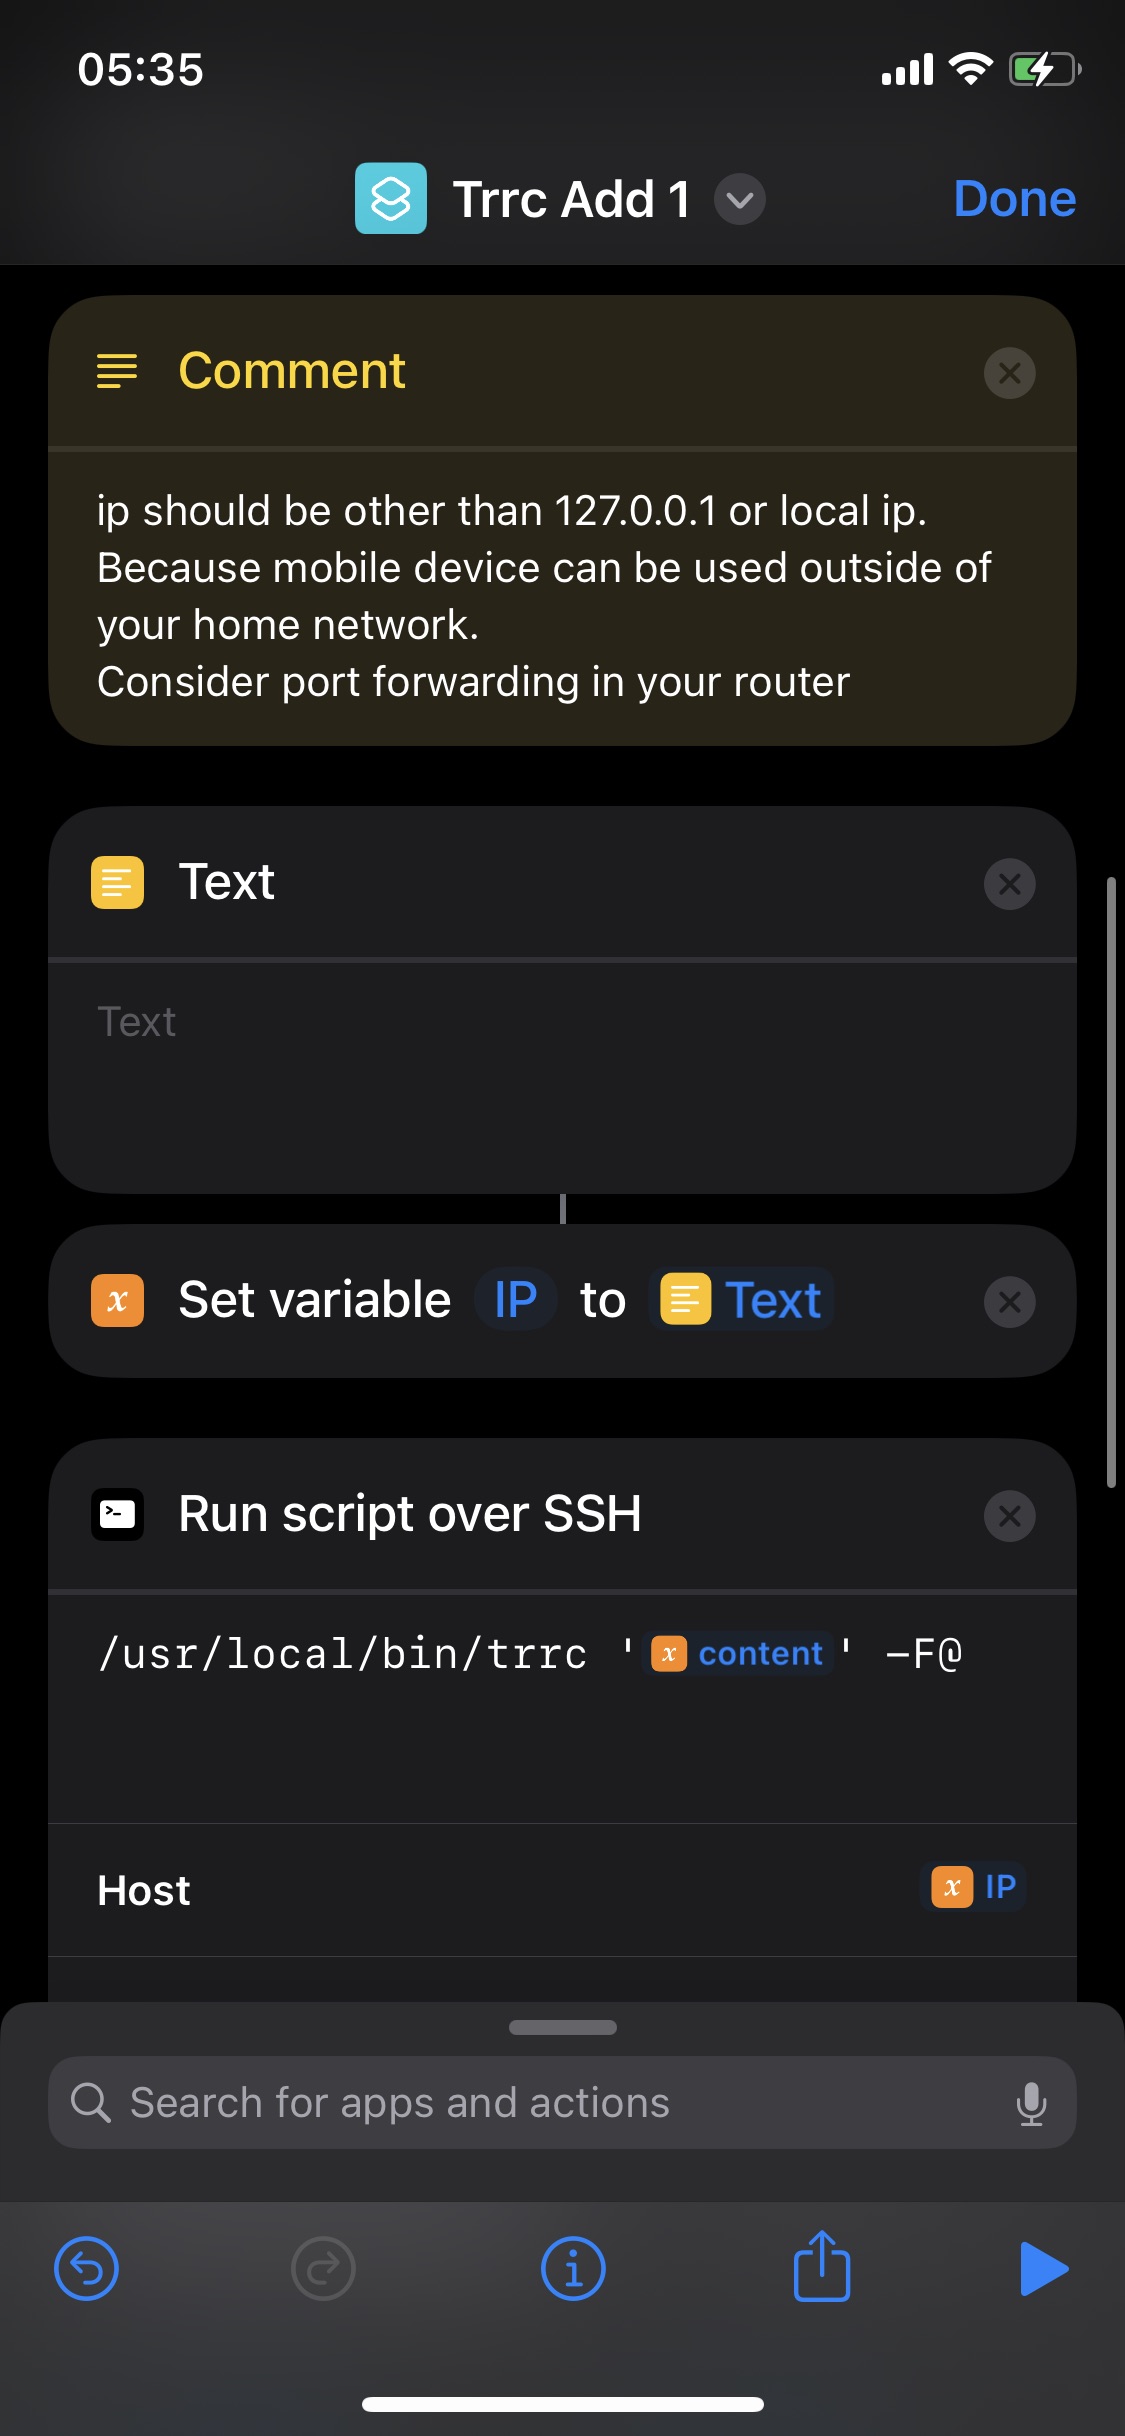 05:35
Trrc Add 1
Done
Comment
ip should be other than 127.0.0.1 or local ip.
Because mobile device can be used outside of
your home network.
Consider port forwarding in your router
Text
Text
Set variable IP to Text
Run script over SSH
/usr/local/bin/trrc 'content' -F@
Host
IP
Search for apps and actions